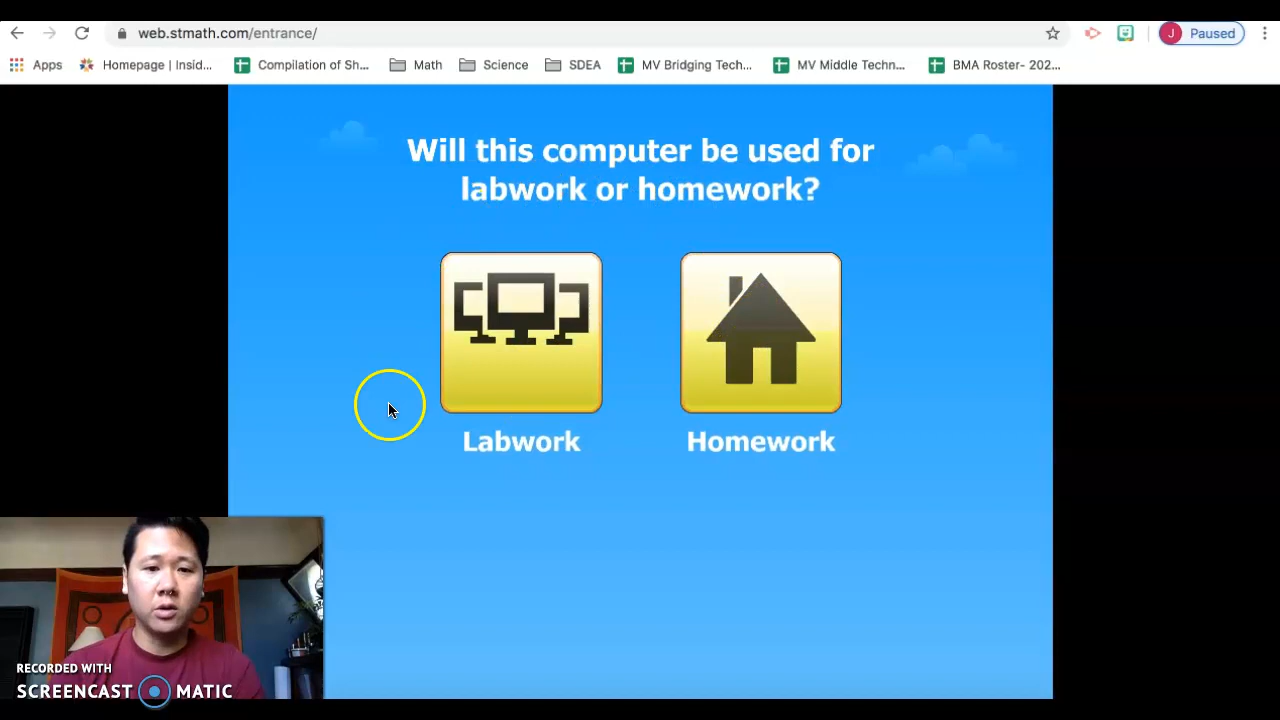 web.stmath.com/entrance/
J Paused
Apps Homepage | Insid... Compilation of Sh... Math Science SDEA MV Bridging Tech... MV Middle Techn... BMA Roster- 202...
Will this computer be used for
labwork or homework?
Labwork Homework
RECORDED WITH
SCREENCAST MATIC